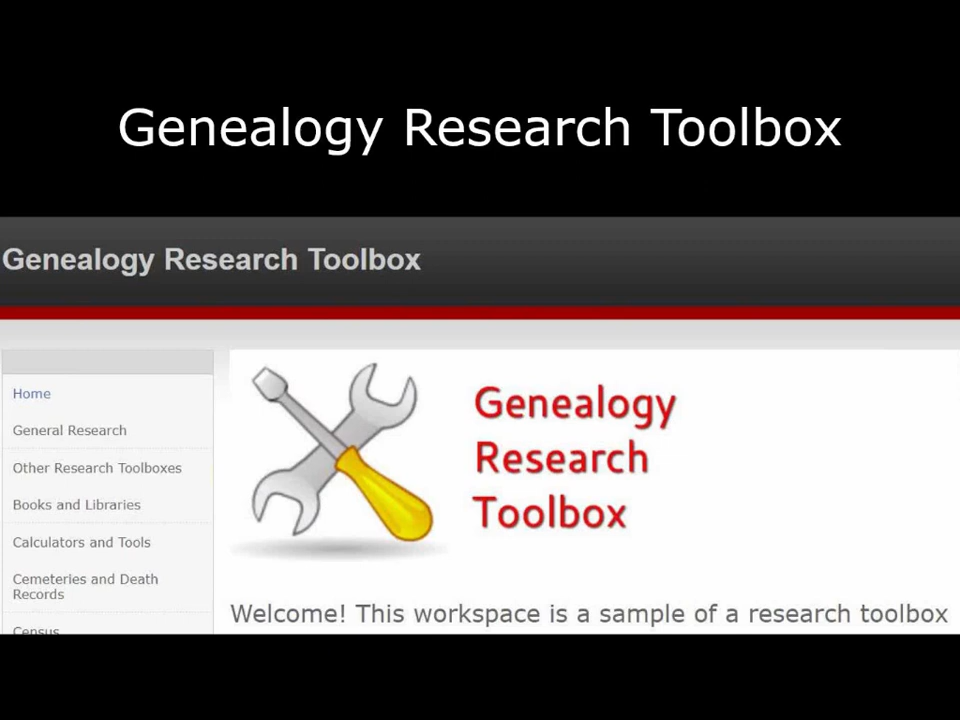 Genealogy Research Toolbox
Genealogy Research Toolbox
Home
General Research
Other Research Toolboxes
Books and Libraries
Calculators and Tools
Cemeteries and Death
Records
Census
Genealogy
Research
Toolbox
Welcome! This workspace is a sample of a research toolbox